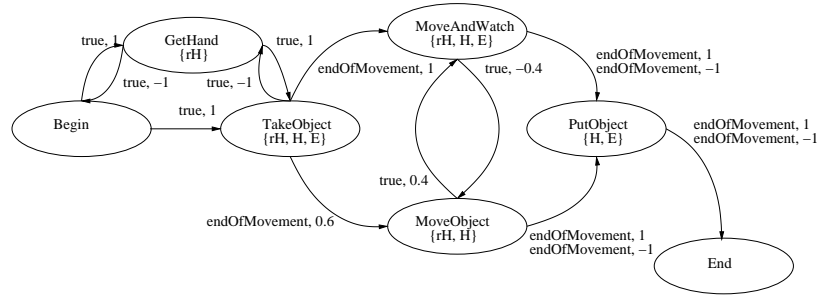 GetHand
{rH}
true, 1
true, 1
true, −1
true, −1
MoveAndWatch
{rH, H, E}
endOfMovement, 1
true, −0.4
endOfMovement, 1
endOfMovement, −1
Begin
true, 1
TakeObject
{rH, H, E}
PutObject
{H, E}
endOfMovement, 1
endOfMovement, −1
true, 0.4
endOfMovement, 0.6
MoveObject
{rH, H}
endOfMovement, 1
endOfMovement, −1
End